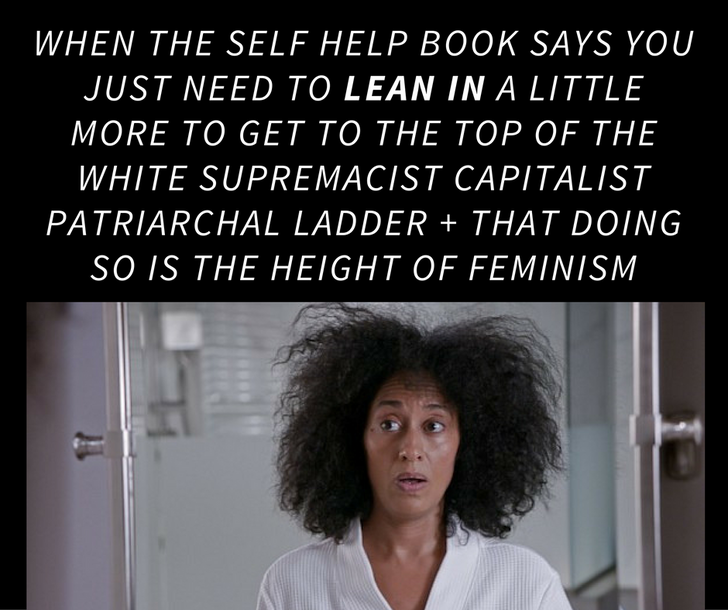 WHEN THE SELF HELP BOOK SAYS YOU
JUST NEED TO LEAN IN A LITTLE
MORE TO GET TO THE TOP OF THE
WHITE SUPREMACIST CAPITALIST
PATRIARCHAL LADDER + THAT DOING
SO IS THE HEIGHT OF FEMINISM